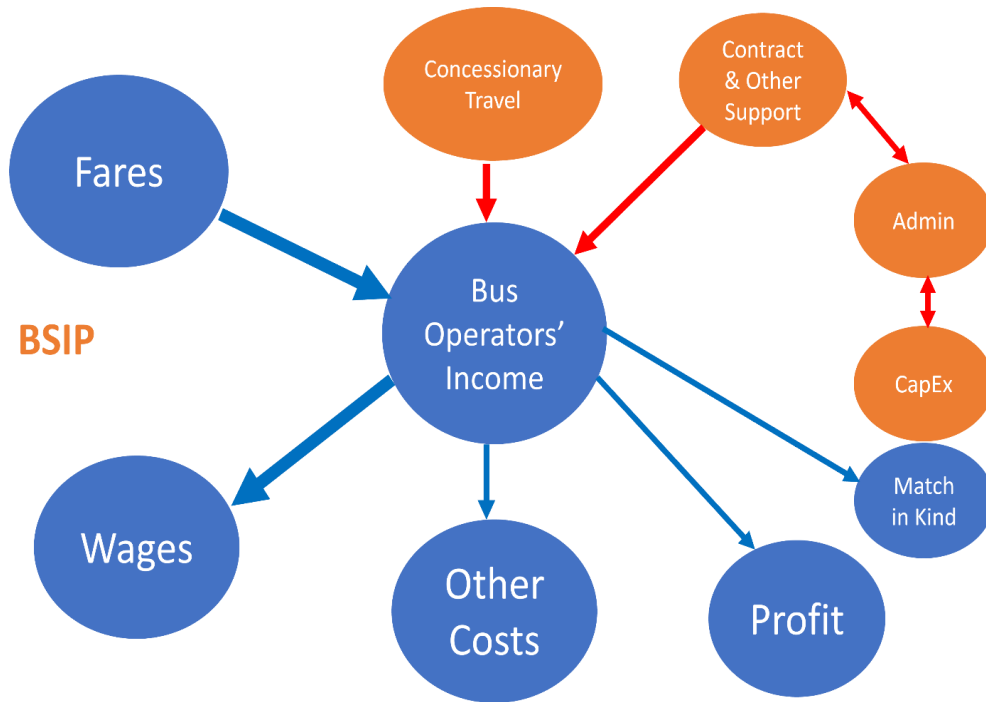 Concessionary
Travel
Contract
& Other
Support
Fares
Admin
Bus
Operators’
Income
BSIP
CapEx
Match
in Kind
Wages
Other
Costs
Profit